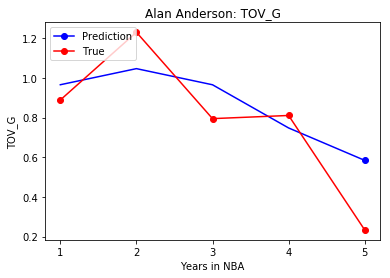 Alan Anderson: TOV_G
Prediction
True
1.2
1.0
0.8
0.6
0.4
0.2
TOV_G
1 2 3 4 5
Years in NBA